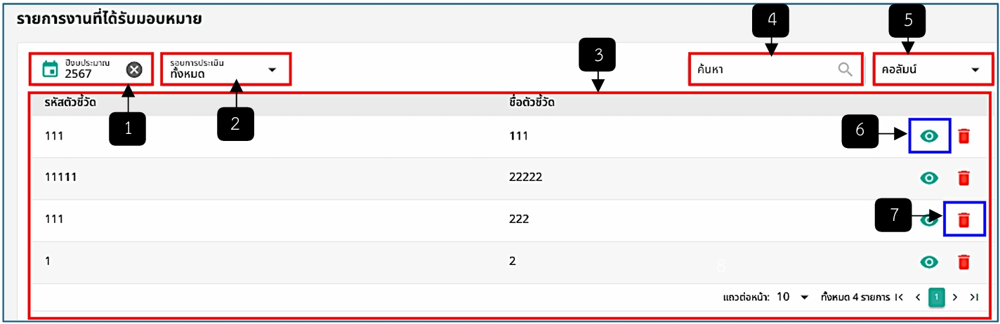 รายการงานที่ได้รับมอบหมาย
4
5
3
ปีงบประมาณ
2567
รอบการประเมิน
ทั้งหมด
ค้นหา
คอลัมน์
รหัสตัวชี้วัด ชื่อตัวชี้วัด
1
2
111 111
6
11111 22222
111 222
7
1 2
8
แถวต่อหน้า: 10 ทั้งหมด 4 รายการ 1